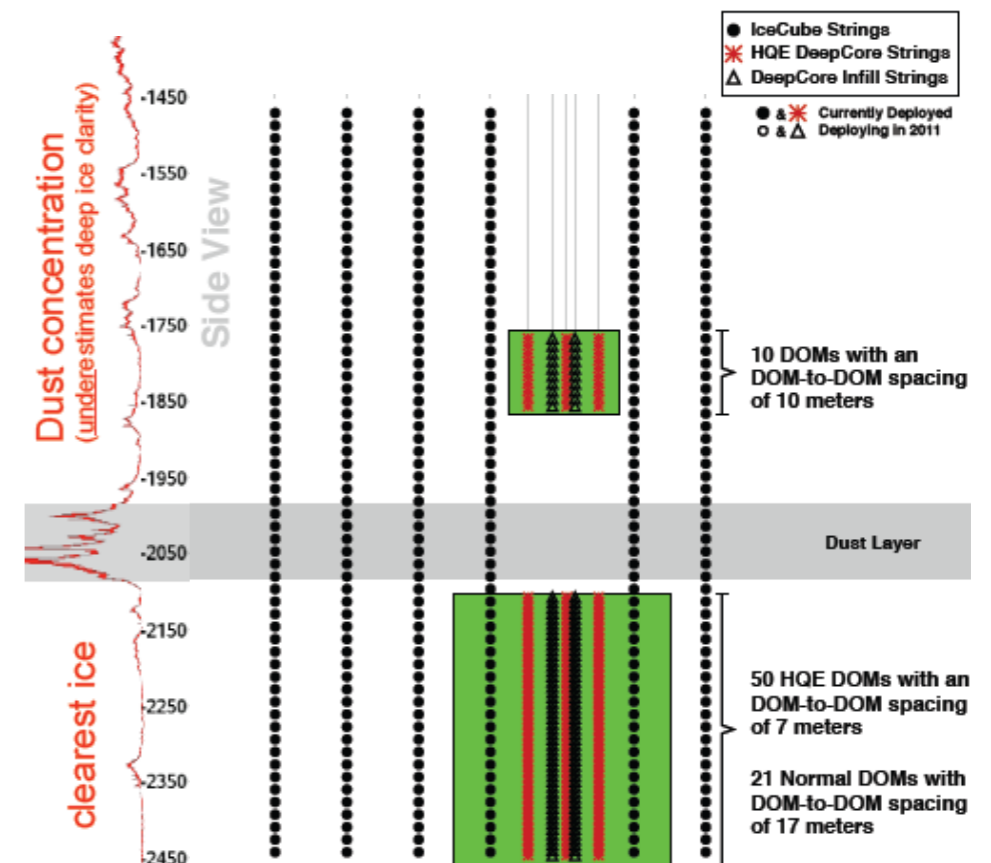 IceCube Strings
HQE DeepCore Strings
DeepCore Infill Strings
& Currently Deployed
& Deploying in 2011
Dust concentration
(underestimates deep ice clarity)
clearest ice
Side View
-1450
-1550
-1650
-1750
-1850
-1950
-2050
-2150
-2250
-2350
-2450
10 DOMs with an
DOM-to-DOM spacing
of 10 meters
Dust Layer
50 HQE DOMs with an
DOM-to-DOM spacing
of 7 meters
21 Normal DOMs with
DOM-to-DOM spacing
of 17 meters